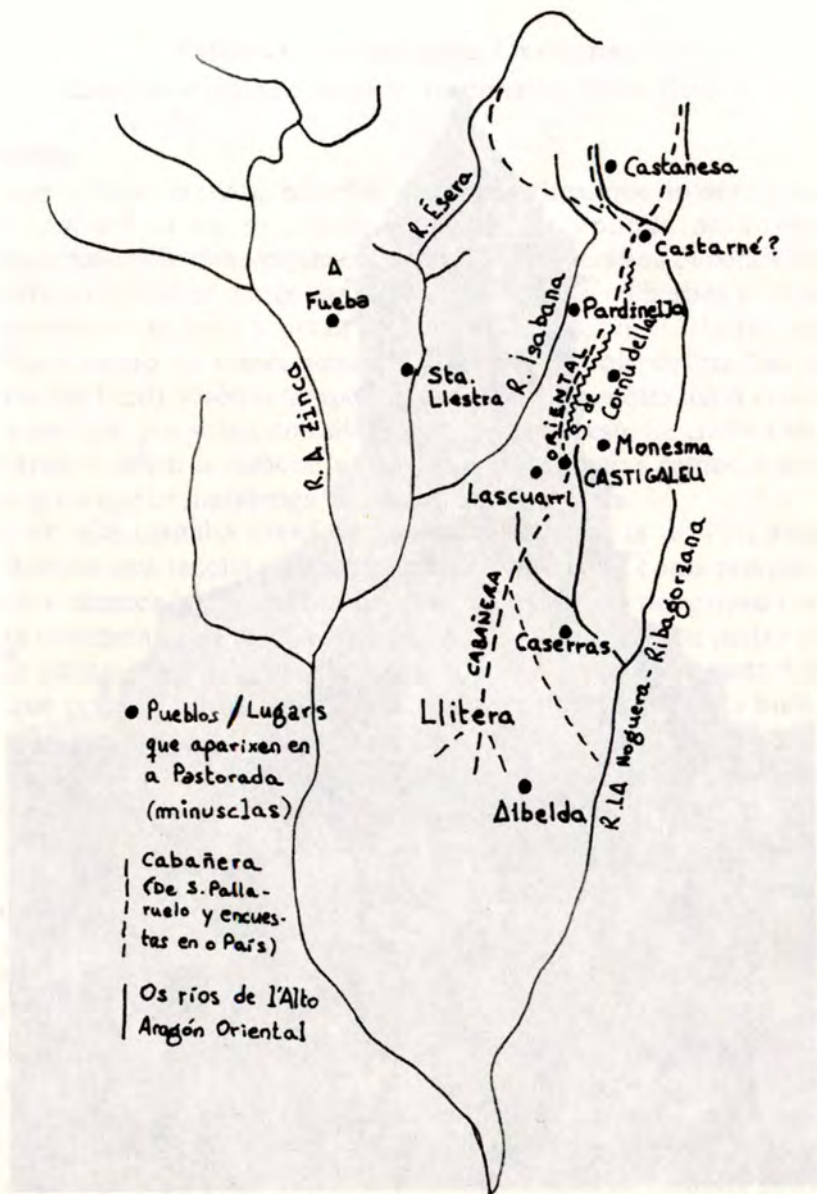 Castanesa
R. Ésera
Castarné?
Δ
Fueba
R. Isabana
Pardinella
Sta.
Liestra
R. A ZINCA
ORIENTAL
S. de Cornudella
Monesma
CASTIGALEU
Lascuarri
CABAÑERA
Caserras
R. LA Noguera-Ribagorzana
Llitera
Albelda
Pueblos / Lugars
que aparixen en
a Pastorada
(minusclas)
Cabañera
(De S. Palla-
ruelo y encues-
tas en o País)
Os ríos de l'Alto
Aragón Oriental